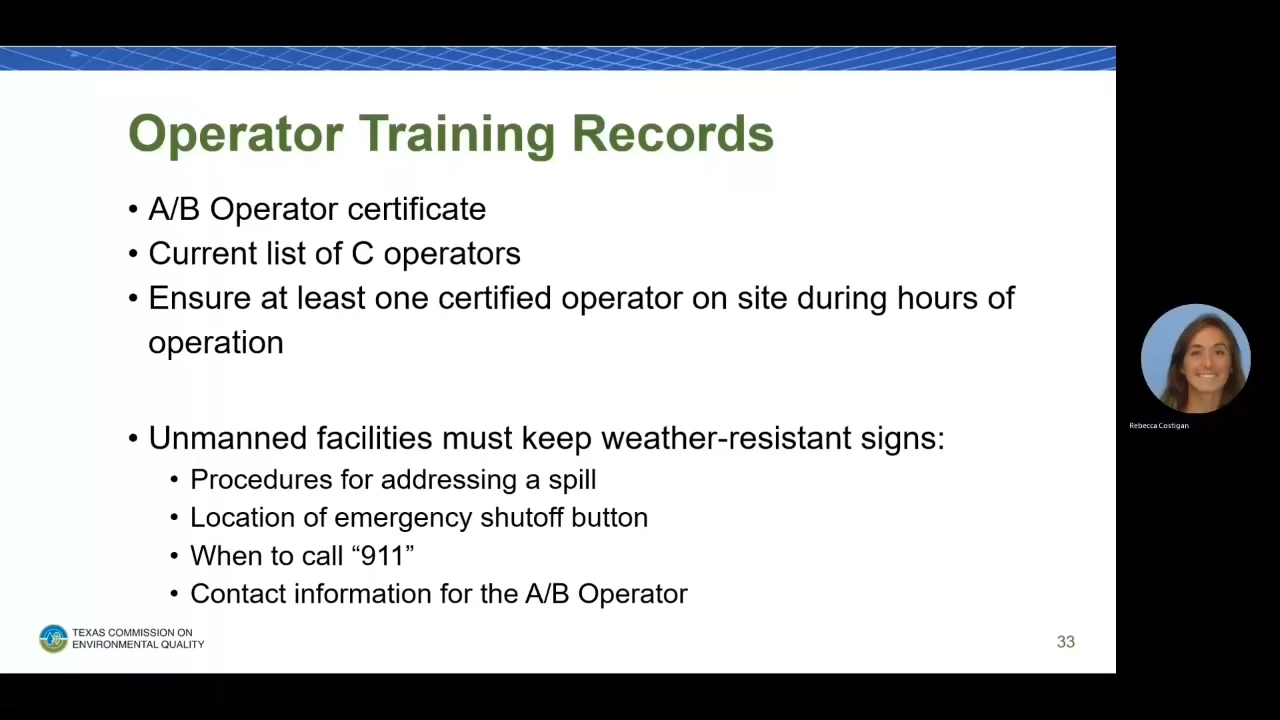 Operator Training Records
• A/B Operator certificate
• Current list of C operators
• Ensure at least one certified operator on site during hours of
operation
• Unmanned facilities must keep weather-resistant signs:
• Procedures for addressing a spill
• Location of emergency shutoff button
• When to call “911”
• Contact information for the A/B Operator
TEXAS COMMISSION ON
ENVIRONMENTAL QUALITY
33
Rebecca Costigan